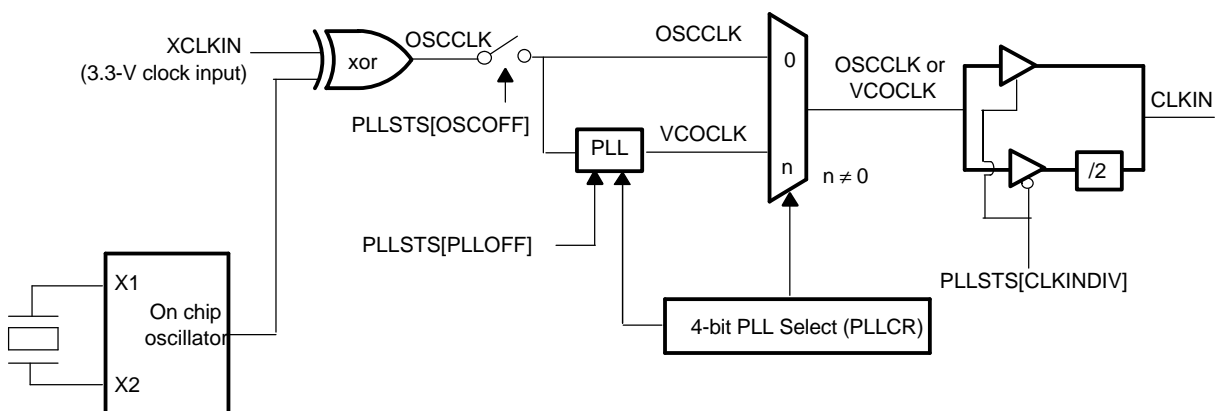 XCLKIN
(3.3-V clock input)
xor
OSCCLK
PLLSTS[OSCOFF]
OSCCLK
0
OSCCLK or
VCOCLK
CLKIN
PLL
VCOCLK
n
n ≠ 0
/2
PLLSTS[PLLOFF]
PLLSTS[CLKINDIV]
X1
On chip
oscillator
X2
4-bit PLL Select (PLLCR)